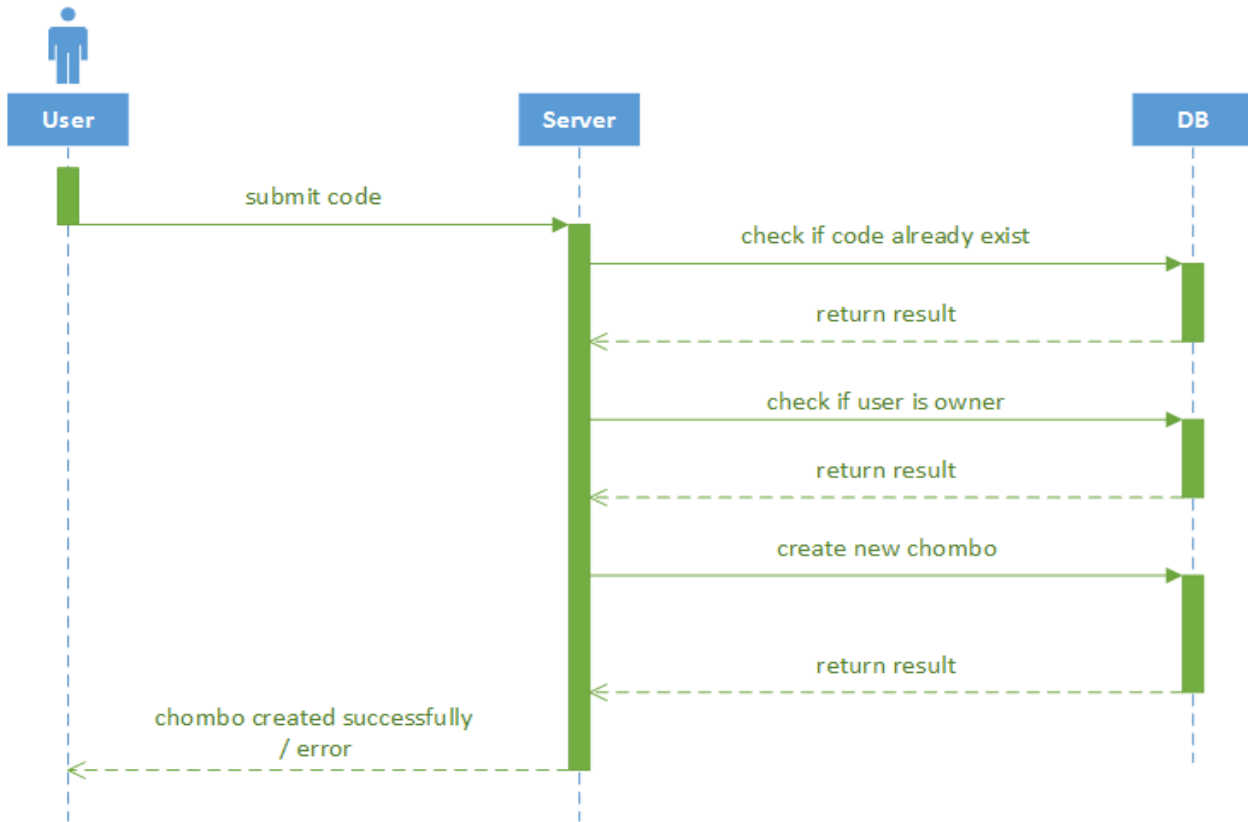 User
Server
DB
submit code
check if code already exist
return result
check if user is owner
return result
create new chombo
return result
chombo created successfully
/ error